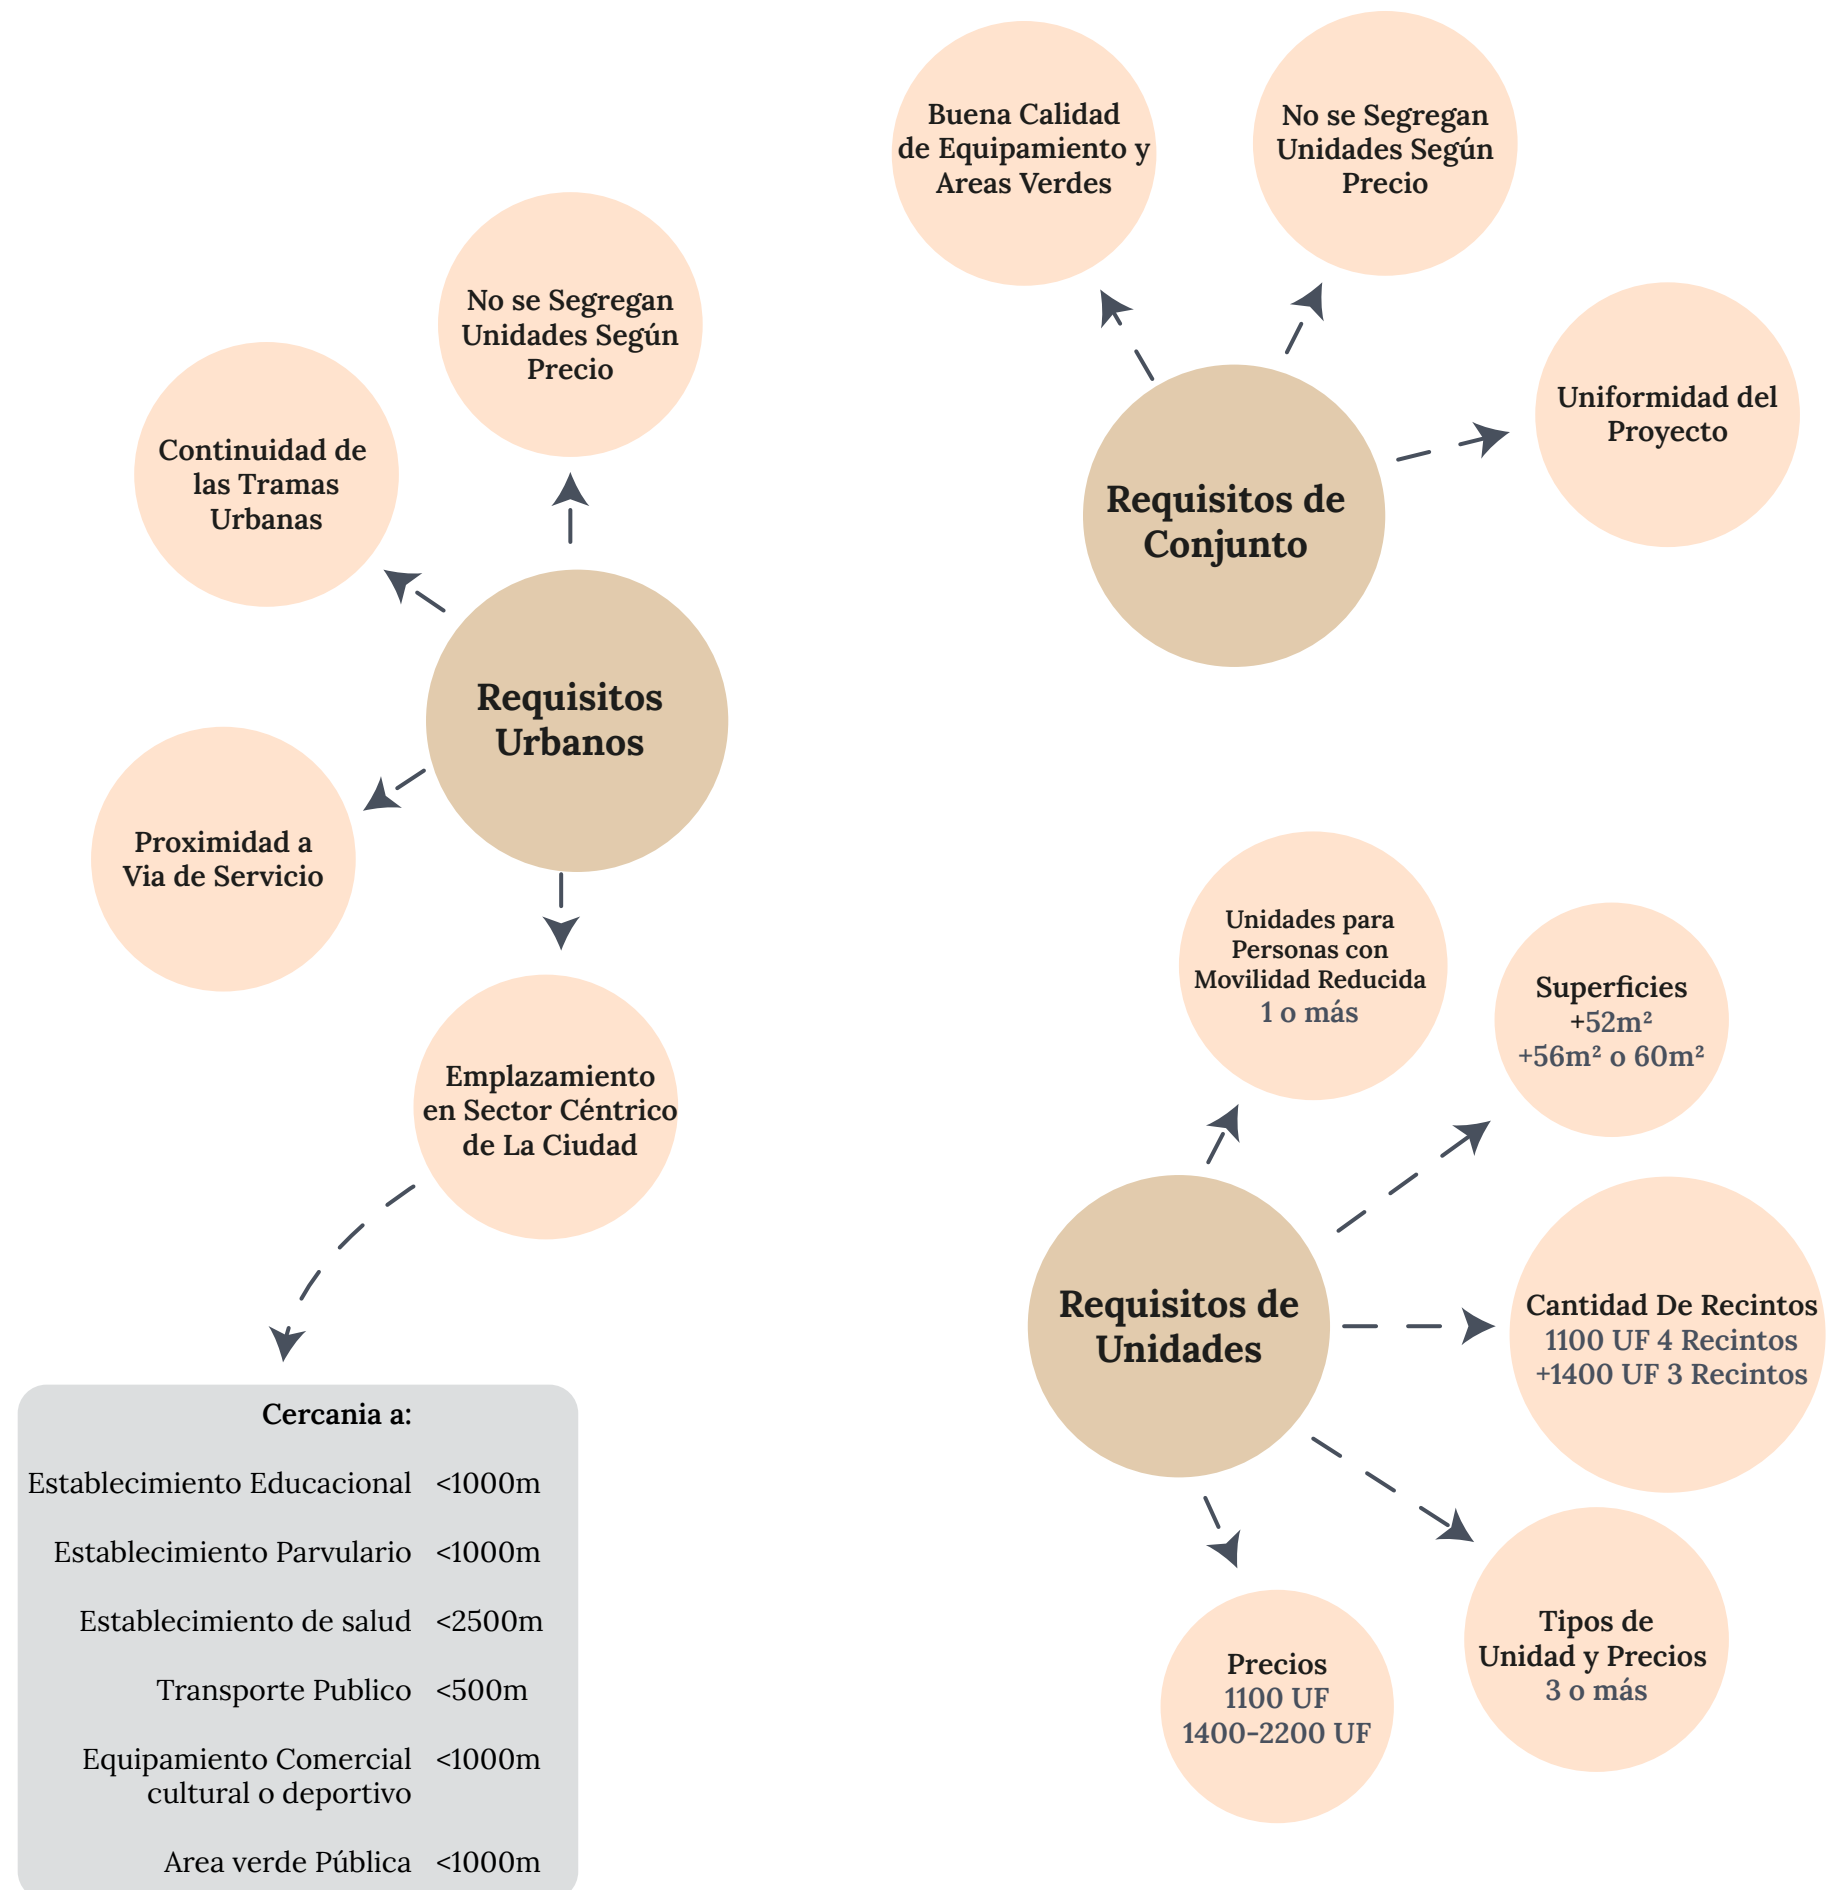 No se Segregan
Unidades Según
Precio
Continuidad de
las Tramas
Urbanas
Requisitos
Urbanos
Proximidad a
Via de Servicio
Emplazamiento
en Sector Céntrico
de La Ciudad
Cercania a:
Establecimiento Educacional <1000m
Establecimiento Parvulario <1000m
Establecimiento de salud <2500m
Transporte Publico <500m
Equipamiento Comercial <1000m
cultural o deportivo
Area verde Pública <1000m
Buena Calidad
de Equipamiento y
Areas Verdes
No se Segregan
Unidades Según
Precio
Uniformidad del
Proyecto
Requisitos de
Conjunto
Unidades para
Personas con
Movilidad Reducida
1 o más
Superficies
+52m²
+56m² o 60m²
Requisitos de
Unidades
Cantidad De Recintos
1100 UF 4 Recintos
+1400 UF 3 Recintos
Tipos de
Unidad y Precios
3 o más
Precios
1100 UF
1400-2200 UF